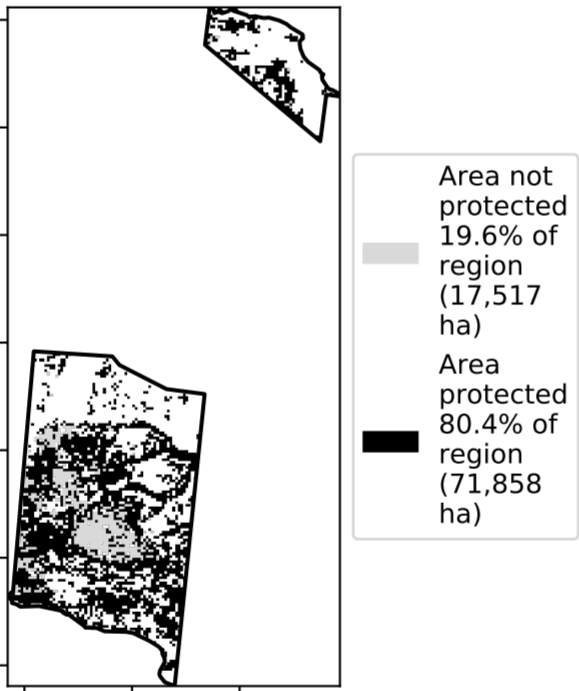 Area not
protected
19.6% of
region
(17,517
ha)
Area
protected
80.4% of
region
(71,858
ha)